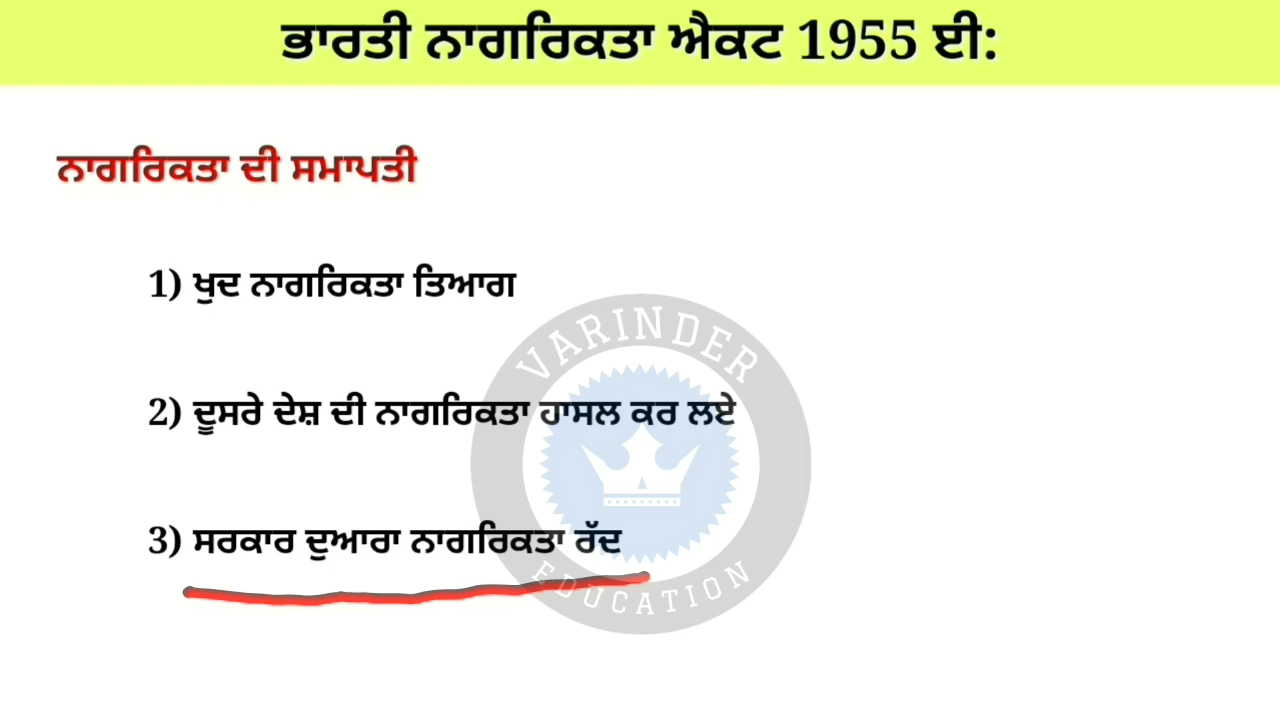 ਭਾਰਤੀ ਨਾਗਰਿਕਤਾ ਐਕਟ 1955 ਈ:
ਨਾਗਰਿਕਤਾ ਦੀ ਸਮਾਪਤੀ
1) ਖੁਦ ਨਾਗਰਿਕਤਾ ਤਿਆਗ
2) ਦੂਸਰੇ ਦੇਸ਼ ਦੀ ਨਾਗਰਿਕਤਾ ਹਾਸਲ ਕਰ ਲਏ
3) ਸਰਕਾਰ ਦੁਆਰਾ ਨਾਗਰਿਕਤਾ ਰੱਦ
VARINDER
EDUCATION